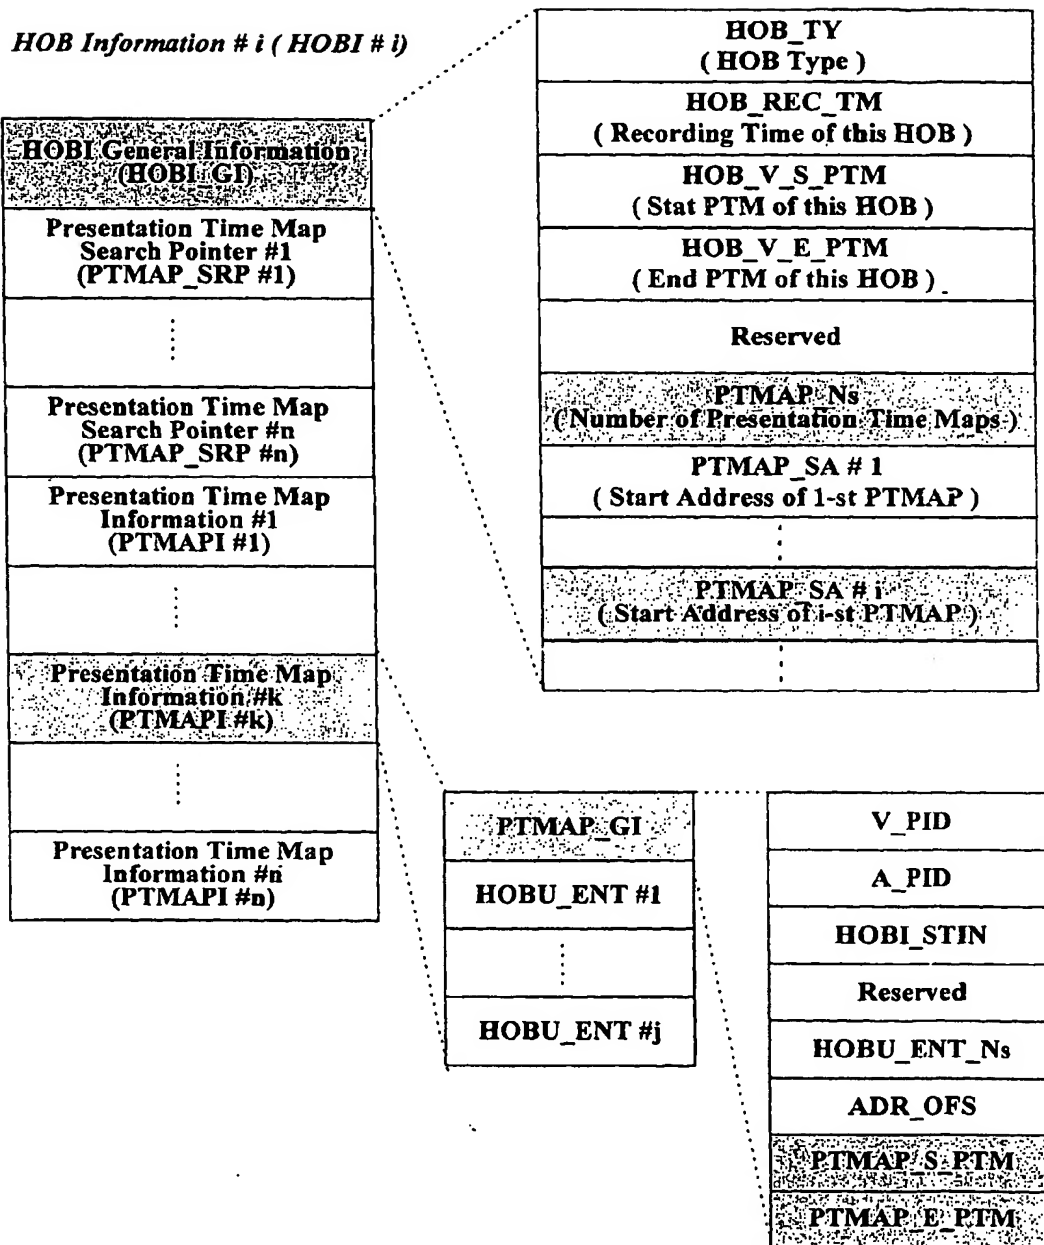 HOB Information # i ( HOBI # i)
HOBI General Information
(HOBI_GI)
Presentation Time Map
Search Pointer #1
(PTMAP_SRP #1)
Presentation Time Map
Search Pointer #n
(PTMAP_SRP #n)
Presentation Time Map
Information #1
(PTMAPI #1)
Presentation Time Map
Information #k
(PTMAPI #k)
Presentation Time Map
Information #n
(PTMAPI #n)
HOB_TY
( HOB Type )
HOB_REC_TM
( Recording Time of this HOB )
HOB_V_S_PTM
( Stat PTM of this HOB )
HOB_V_E_PTM
( End PTM of this HOB )
Reserved
PTMAP_Ns
( Number of Presentation Time Maps )
PTMAP_SA # 1
( Start Address of 1-st PTMAP )
PTMAP_SA # i
( Start Address of i-st PTMAP )
PTMAP_GI
HOBU_ENT #1
HOBU_ENT #j
V_PID
A_PID
HOBI_STIN
Reserved
HOBU_ENT_Ns
ADR_OFS
PTMAP_S_PTM
PTMAP_E_PTM